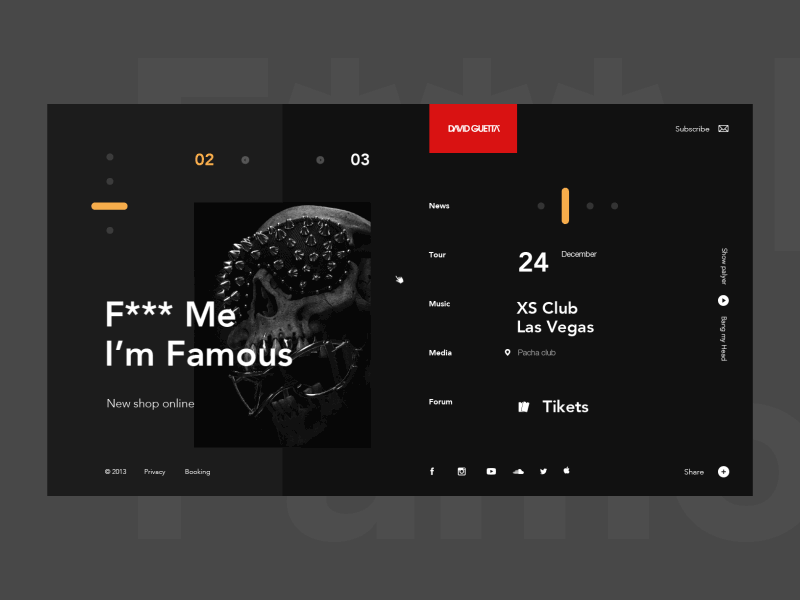 DAVID GUETTA
Subscribe
02
03
News
Tour
24
December
Music
XS Club
Las Vegas
Media
Pacha club
Forum
Tikets
F*** Me
I'm Famous
New shop online
Show palyer
Bang my Head
© 2013
Privacy
Booking
Share